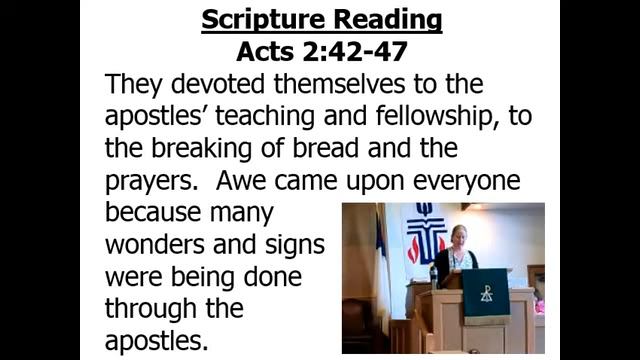 Scripture Reading
Acts 2:42-47
They devoted themselves to the
apostles’ teaching and fellowship, to
the breaking of bread and the
prayers.  Awe came upon everyone
because many
wonders and signs
were being done
through the
apostles.